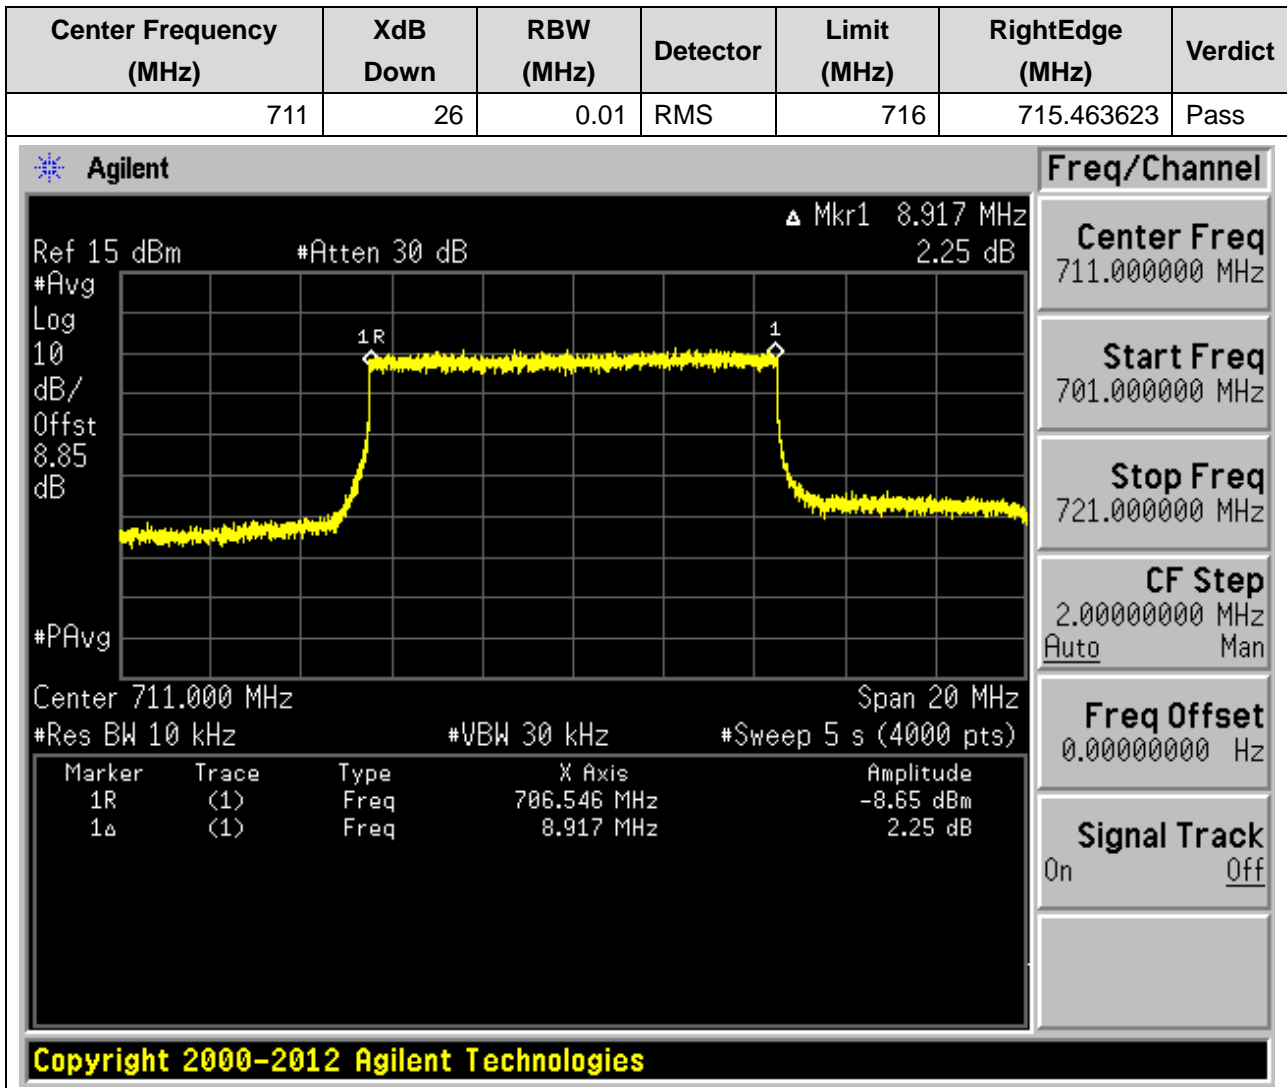 Center Frequency (MHz) XdB Down RBW (MHz) Detector Limit (MHz) RightEdge (MHz) Verdict
711 26 0.01 RMS 716 715.463623 Pass
Agilent
Freq/Channel
Δ Mkr1 8.917 MHz
Ref 15 dBm #Atten 30 dB 2.25 dB
#Avg
Log
10
dB/
Offst
8.85
dB
#PAvg
1R
1
Center 711.000 MHz Span 20 MHz
#Res BW 10 kHz #VBW 30 kHz #Sweep 5 s (4000 pts)
Marker Trace Type X Axis Amplitude
1R (1) Freq 706.546 MHz -8.65 dBm
1Δ (1) Freq 8.917 MHz 2.25 dB
Center Freq
711.000000 MHz
Start Freq
701.000000 MHz
Stop Freq
721.000000 MHz
CF Step
2.00000000 MHz
Auto Man
Freq Offset
0.00000000 Hz
Signal Track
On Off
Copyright 2000-2012 Agilent Technologies